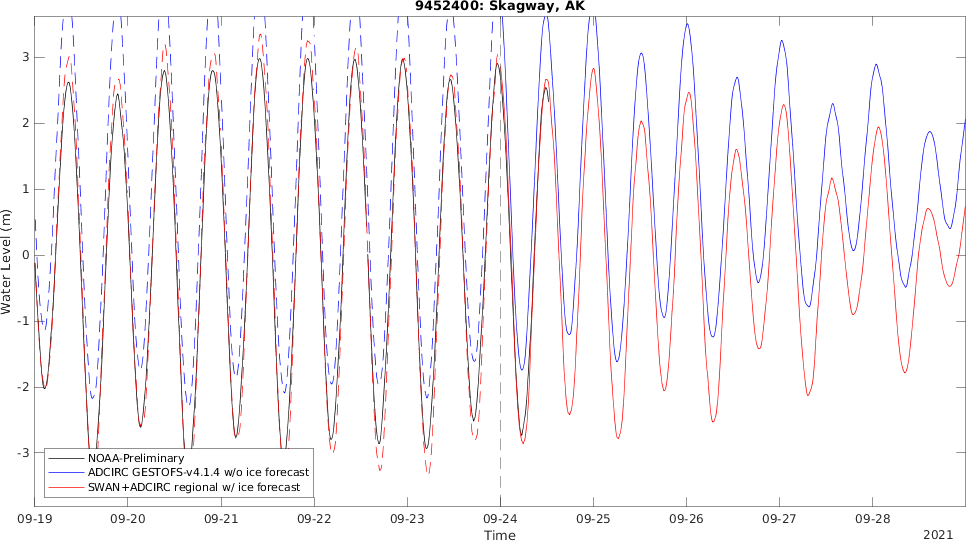 9452400: Skagway, AK
Water Level (m)
3
2
1
0
-1
-2
-3
NOAA-Preliminary
ADCIRC GESTOFS-v4.1.4 w/o ice forecast
SWAN+ADCIRC regional w/ ice forecast
09-19 09-20 09-21 09-22 09-23 09-24 09-25 09-26 09-27 09-28
Time
2021